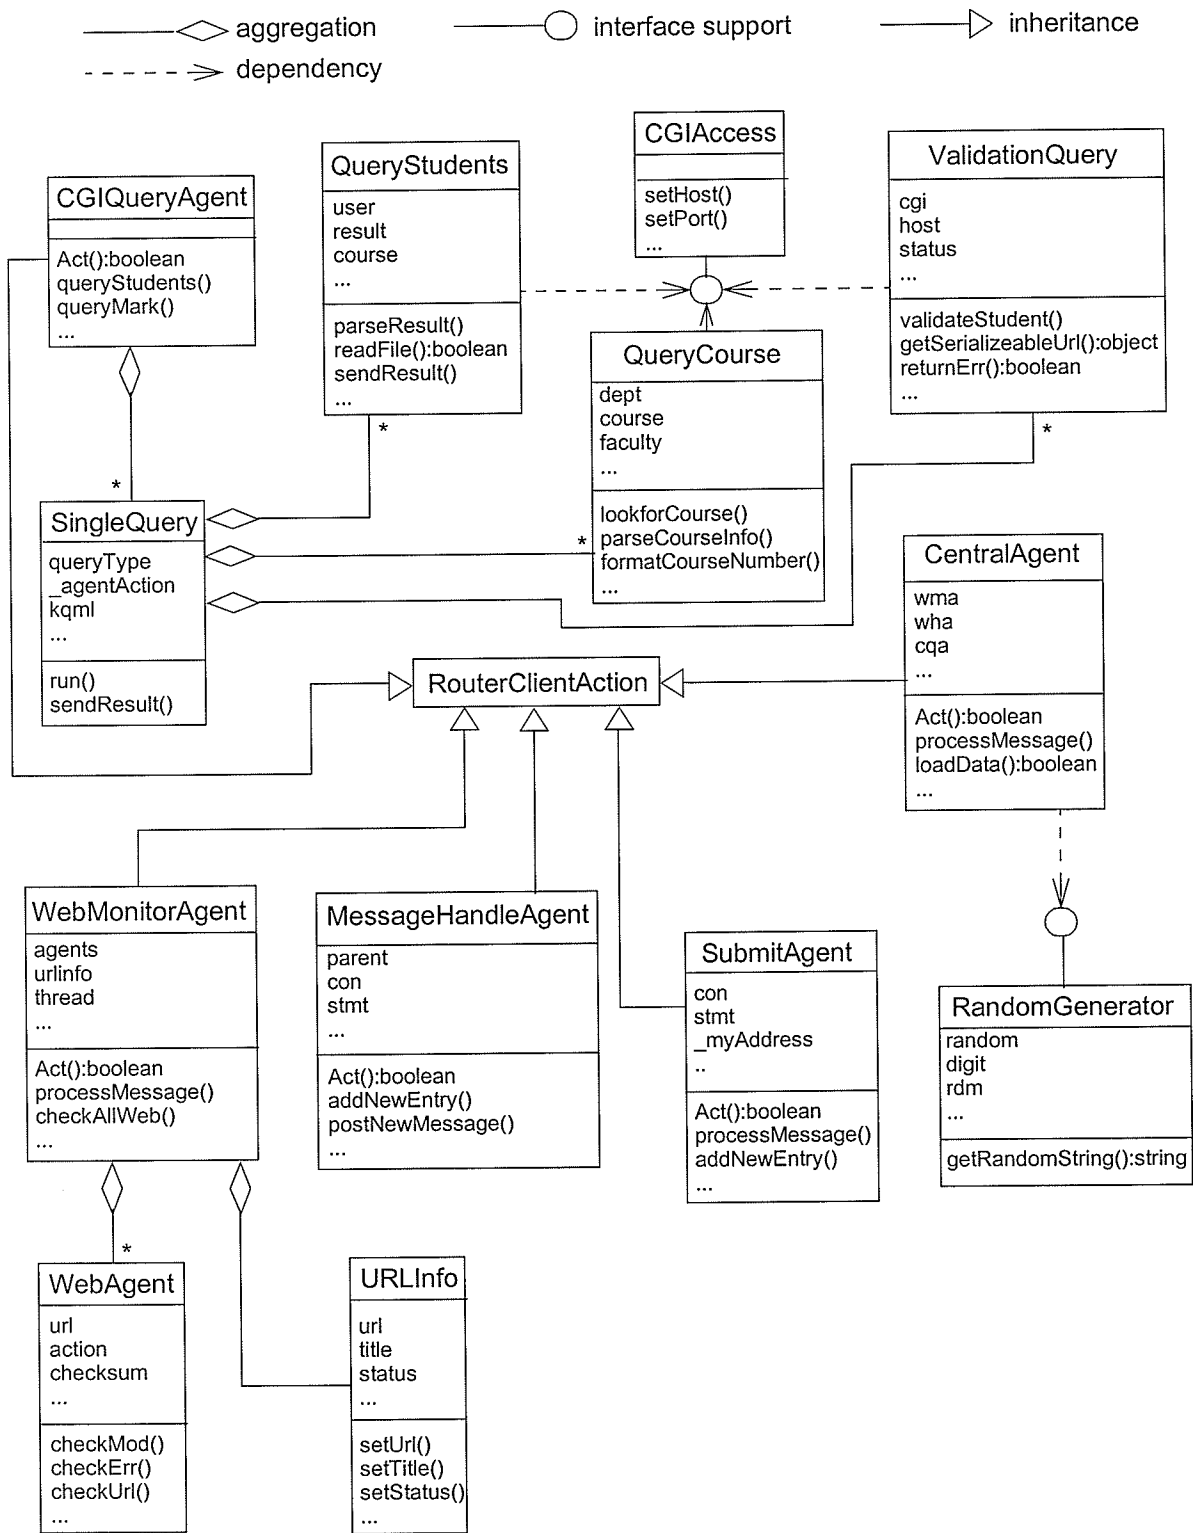 aggregation
interface support
inheritance
dependency
CGIQueryAgent
Act():boolean
queryStudents()
queryMark()
...
QueryStudents
user
result
course
...
parseResult()
readFile():boolean
sendResult()
...
CGIAccess
setHost()
setPort()
...
ValidationQuery
cgi
host
status
...
validateStudent()
getSerializeableUrl():object
returnErr():boolean
...
QueryCourse
dept
course
faculty
...
lookforCourse()
parseCourseInfo()
formatCourseNumber()
...
*
*
*
*
SingleQuery
queryType
_agentAction
kqml
...
run()
sendResult()
RouterClientAction
CentralAgent
wma
wha
cqa
...
Act():boolean
processMessage()
loadData():boolean
...
WebMonitorAgent
agents
urlinfo
thread
...
Act():boolean
processMessage()
checkAllWeb()
...
MessageHandleAgent
parent
con
stmt
...
Act():boolean
addNewEntry()
postNewMessage()
...
SubmitAgent
con
stmt
_myAddress
..
Act():boolean
processMessage()
addNewEntry()
...
RandomGenerator
random
digit
rdm
...
getRandomString():string
*
WebAgent
url
action
checksum
...
checkMod()
checkErr()
checkUrl()
...
URLInfo
url
title
status
...
setUrl()
setTitle()
setStatus()
...